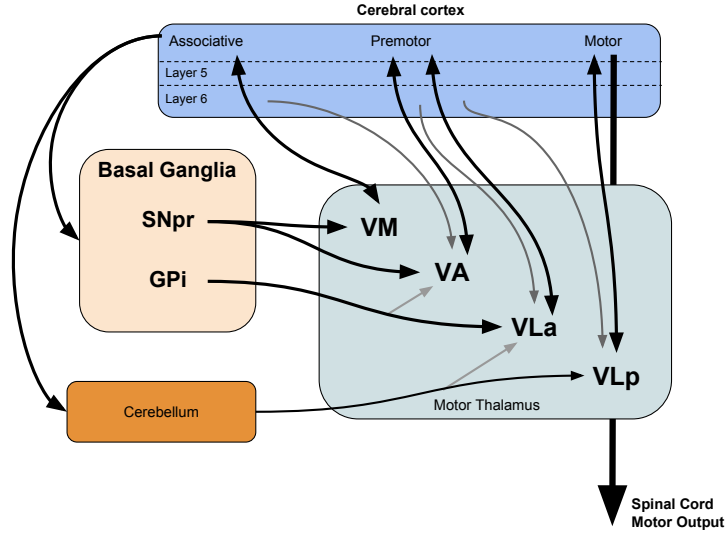 Cerebral cortex
Associative
Premotor
Motor
Layer 5
Layer 6
Basal Ganglia
SNpr
VM
VA
GPi
VLa
VLp
Cerebellum
Motor Thalamus
Spinal Cord
Motor Output